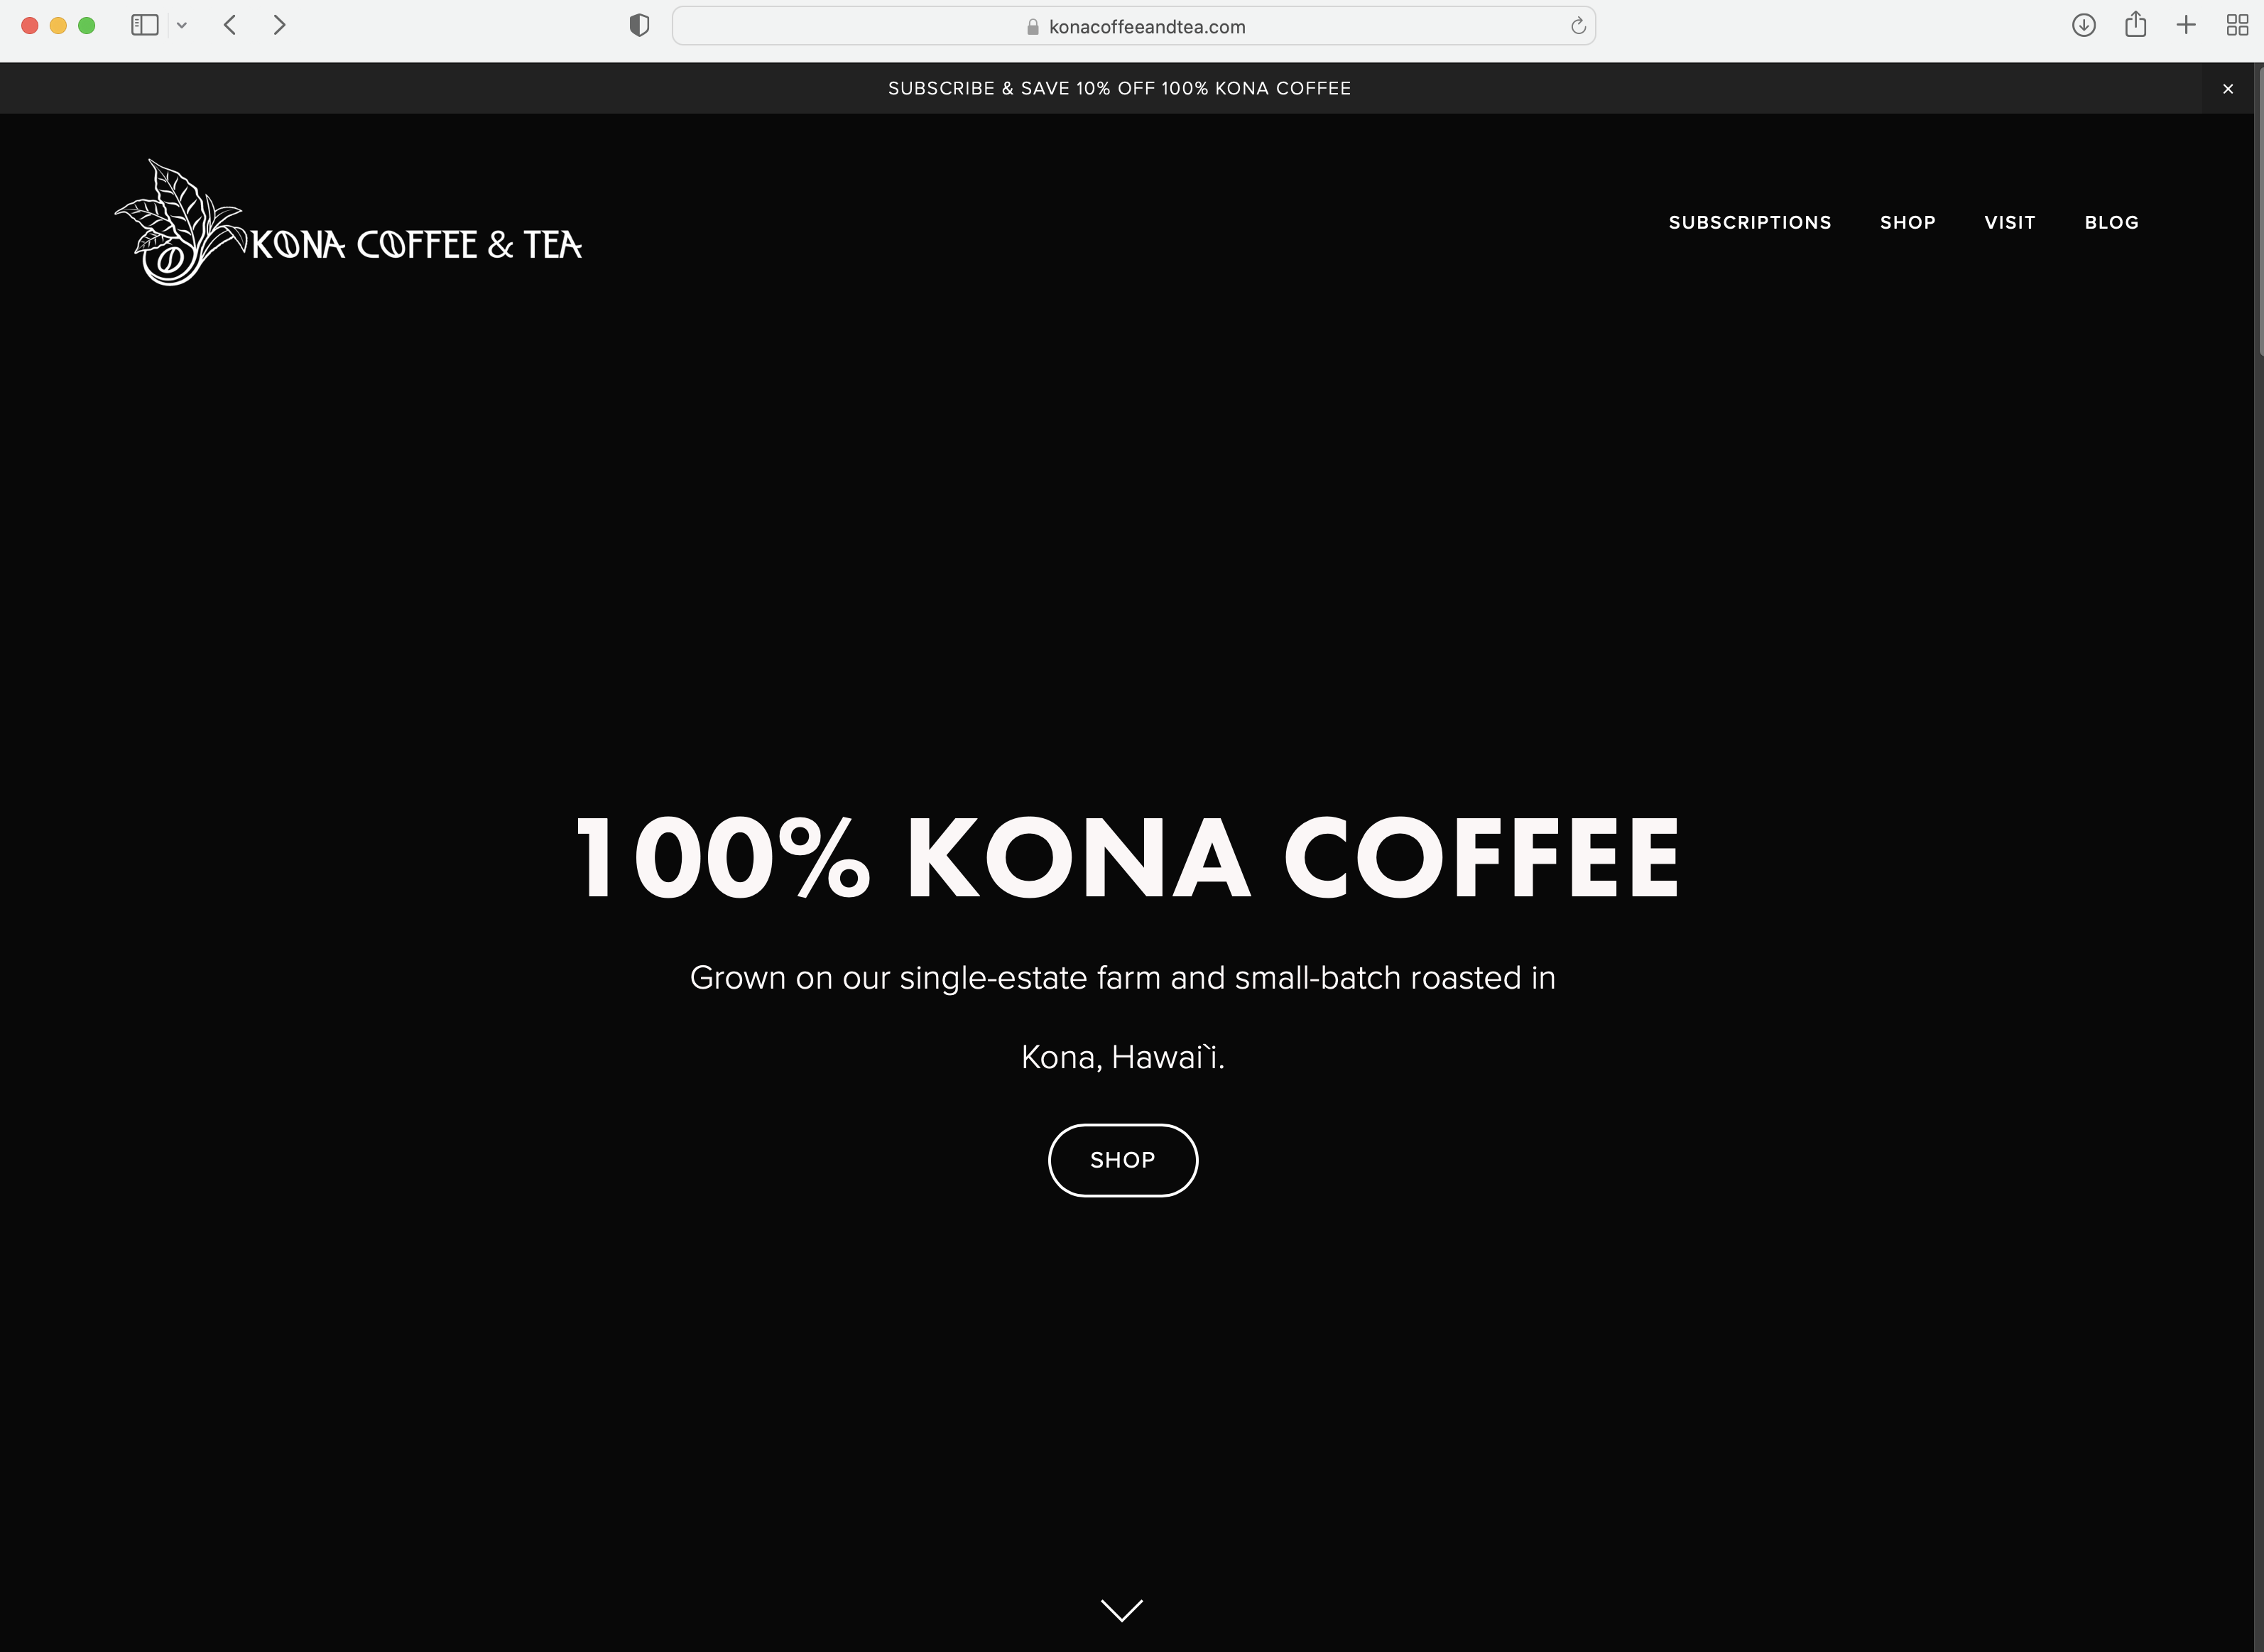 konacoffeeandtea.com
SUBSCRIBE & SAVE 10% OFF 100% KONA COFFEE
KONA COFFEE & TEA
SUBSCRIPTIONS SHOP VISIT BLOG
100% KONA COFFEE
Grown on our single-estate farm and small-batch roasted in
Kona, Hawai`i.
SHOP